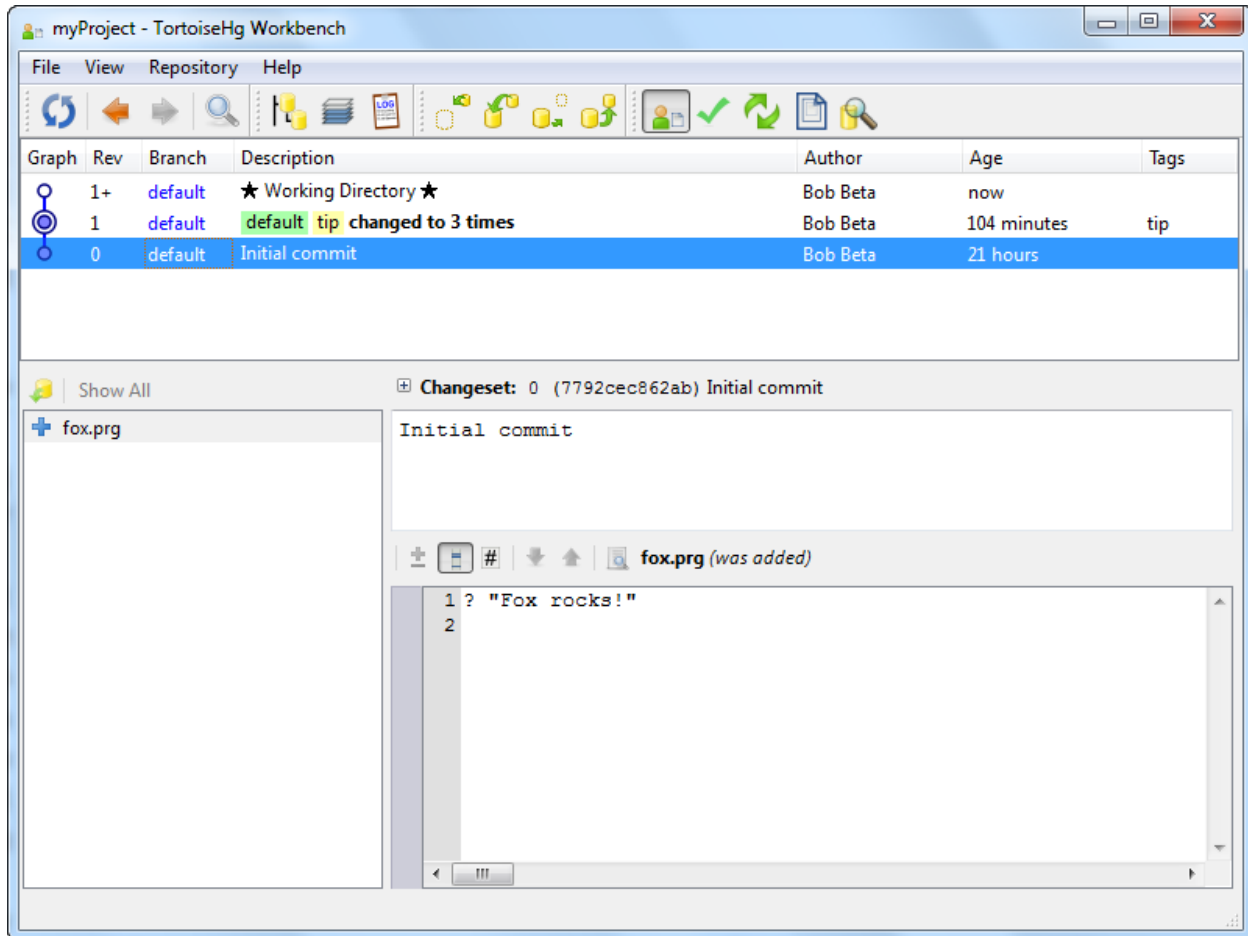 myProject - TortoiseHg Workbench
File View Repository Help
LOG
Graph Rev Branch Description Author Age Tags
1+ default ★ Working Directory ★ Bob Beta now
1 default default tip changed to 3 times Bob Beta 104 minutes tip
0 default Initial commit Bob Beta 21 hours
Show All
Changeset: 0 (7792cec862ab) Initial commit
fox.prg
Initial commit
# fox.prg (was added)
1 ? "Fox rocks!"
2